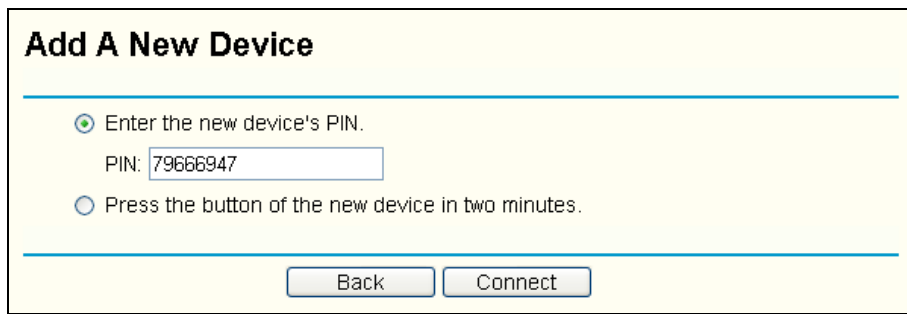 Add A New Device
Enter the new device's PIN.
PIN: 79666947
Press the button of the new device in two minutes.
Back Connect